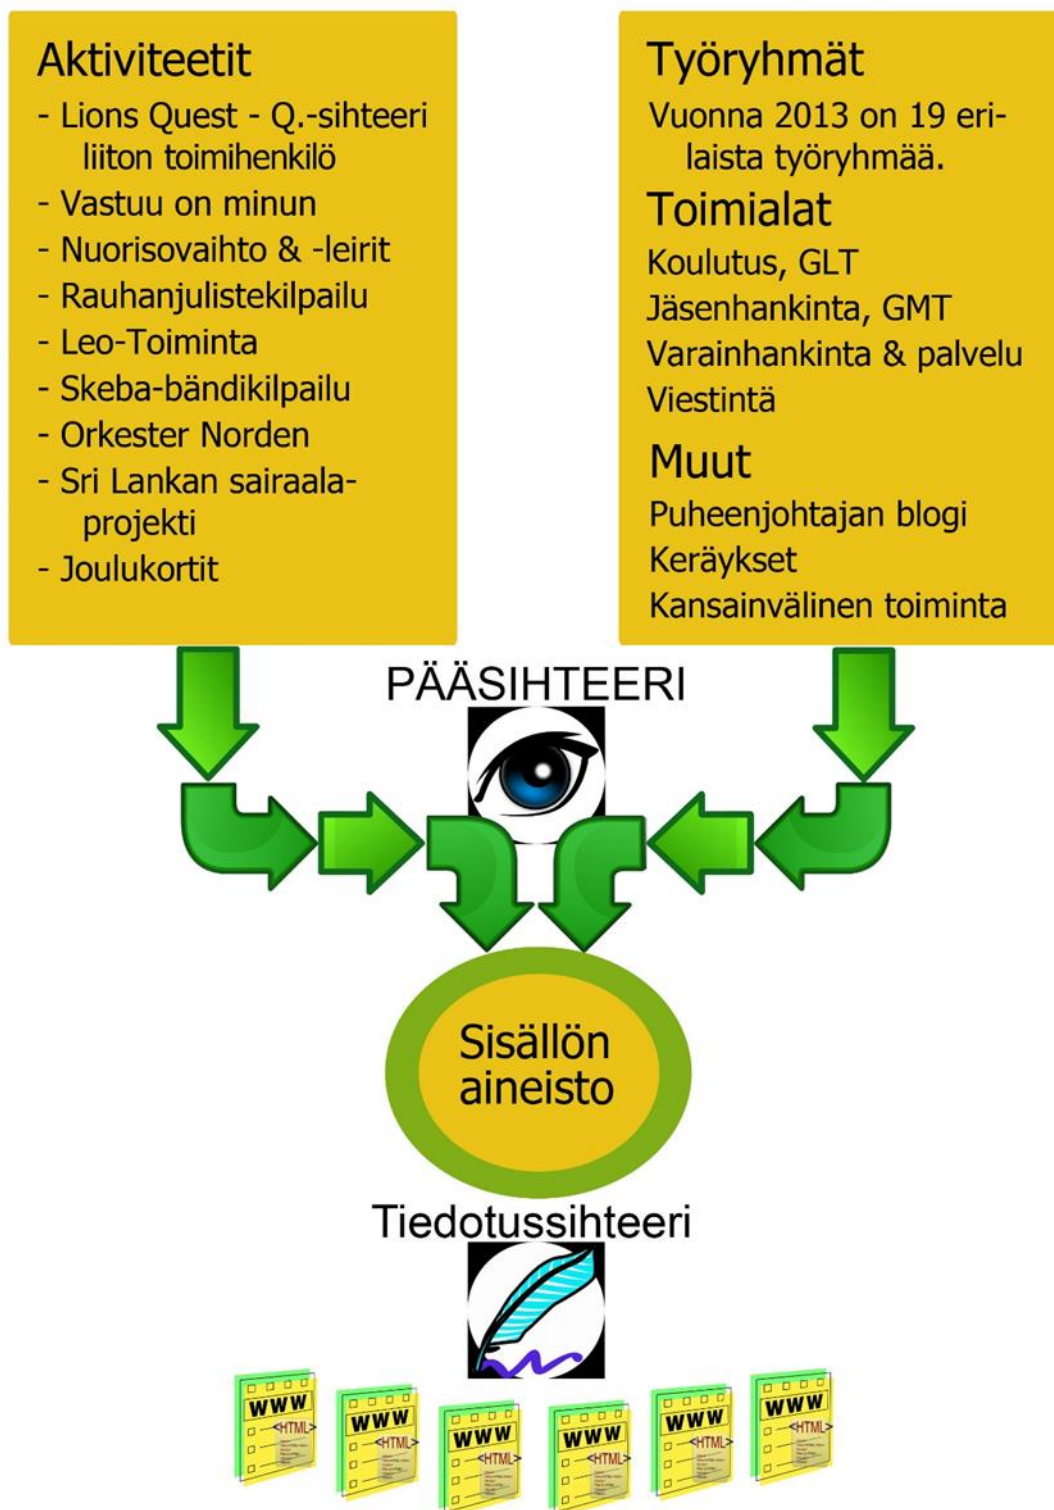 Aktiviteetit
- Lions Quest - Q.-sihteeri
liiton toimihenkilö
- Vastuu on minun
- Nuorisovaihto & -leirit
- Rauhanjulistekilpailu
- Leo-Toiminta
- Skeba-bändikilpailu
- Orkester Norden
- Sri Lankan sairaala-
projekti
- Joulukortit
Työryhmät
Vuonna 2013 on 19 eri-
laista työryhmää.
Toimialat
Koulutus, GLT
Jäsenhankinta, GMT
Varainhankinta & palvelu
Viestintä
Muut
Puheenjohtajan blogi
Keräykset
Kansainvälinen toiminta
PÄÄSIHTEERI
Sisällön
aineisto
Tiedotussihteeri
WWW
<HTML>
WWW
<HTML>
WWW
<HTML>
WWW
<HTML>
WWW
<HTML>
WWW
<HTML>